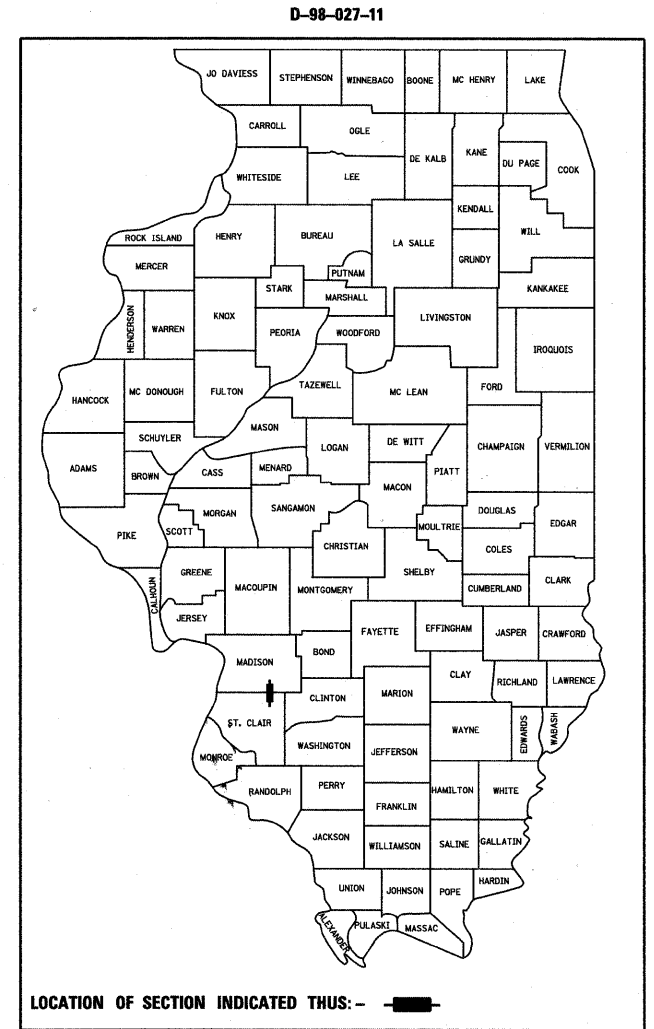 D-98-027-11
JO DAVIESS
STEPHENSON
WINNEBAGO
BOONE
MC HENRY
LAKE
CARROLL
OGLE
DE KALB
KANE
DU PAGE
COOK
WHITESIDE
LEE
KENDALL
ROCK ISLAND
HENRY
BUREAU
LA SALLE
WILL
GRUNDY
MERCER
PUTNAM
STARK
MARSHALL
KANKAKEE
HENDERSON
WARREN
KNOX
PEORIA
WOODFORD
LIVINGSTON
IROQUOIS
HANCOCK
MC DONOUGH
FULTON
TAZEWELL
MC LEAN
FORD
MASON
SCHUYLER
LOGAN
DE WITT
CHAMPAIGN
VERMILION
ADAMS
BROWN
CASS
MENARD
PIATT
MACON
SANGAMON
MORGAN
DOUGLAS
EDGAR
PIKE
SCOTT
MOULTRIE
CHRISTIAN
COLES
SHELBY
GREENE
MACOUPIN
MONTGOMERY
CUMBERLAND
CLARK
CALHOUN
JERSEY
FAYETTE
EFFINGHAM
JASPER
CRAWFORD
MADISON
BOND
CLAY
RICHLAND
LAWRENCE
CLINTON
MARION
ST. CLAIR
WAYNE
EDWARDS
WABASH
WASHINGTON
JEFFERSON
MONROE
RANDOLPH
PERRY
HAMILTON
WHITE
FRANKLIN
JACKSON
WILLIAMSON
SALINE
GALLATIN
UNION
JOHNSON
POPE
HARDIN
ALEXANDER
PULASKI
MASSAC
LOCATION OF SECTION INDICATED THUS: -